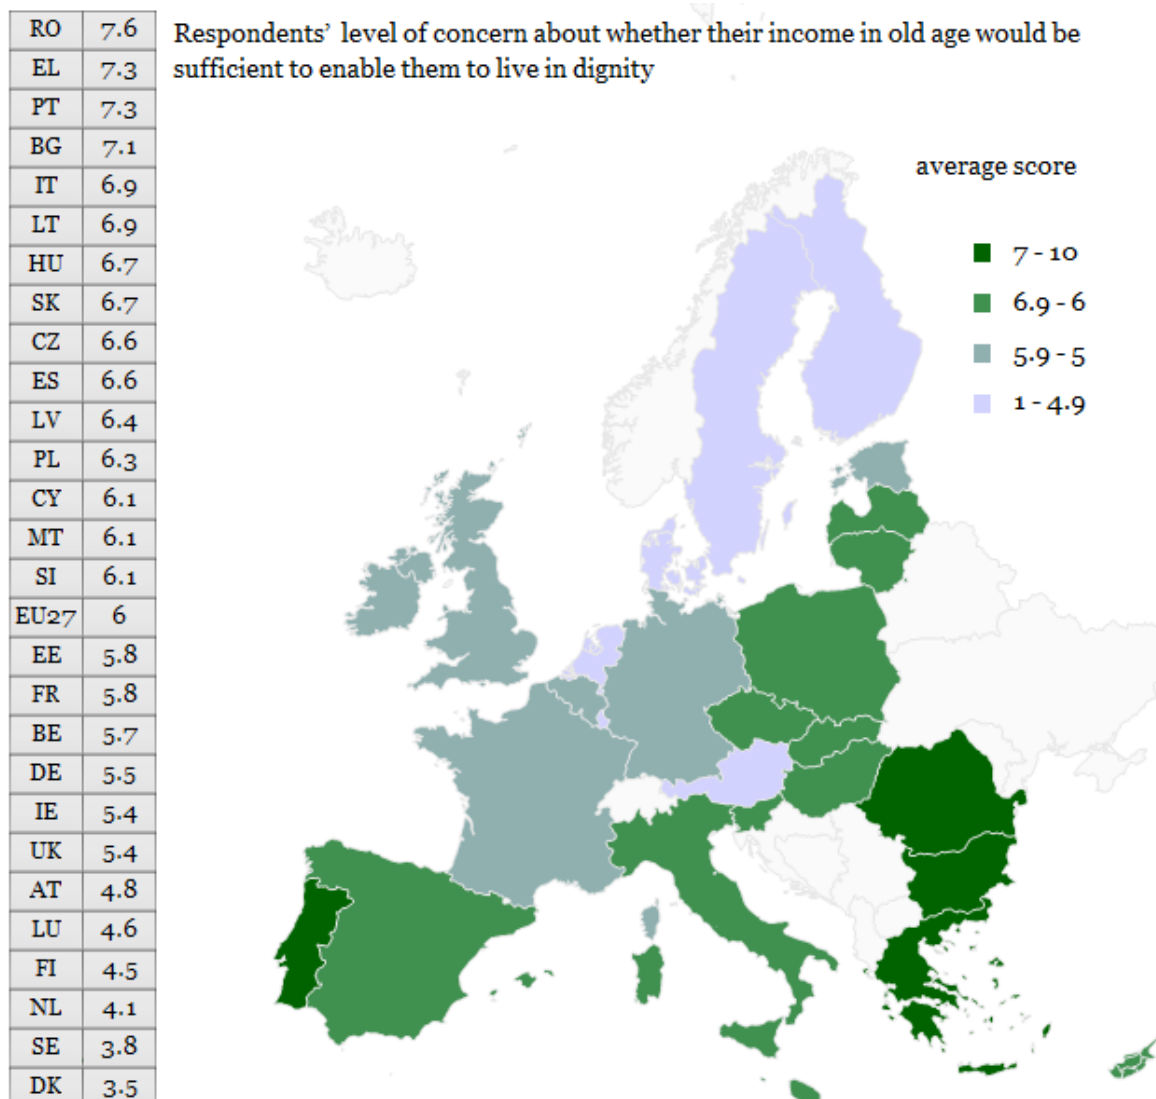 RO 7.6
EL 7.3
PT 7.3
BG 7.1
IT 6.9
LT 6.9
HU 6.7
SK 6.7
CZ 6.6
ES 6.6
LV 6.4
PL 6.3
CY 6.1
MT 6.1
SI 6.1
EU27 6
EE 5.8
FR 5.8
BE 5.7
DE 5.5
IE 5.4
UK 5.4
AT 4.8
LU 4.6
FI 4.5
NL 4.1
SE 3.8
DK 3.5
Respondents' level of concern about whether their income in old age would be
sufficient to enable them to live in dignity
average score
7 - 10
6.9 - 6
5.9 - 5
1 - 4.9